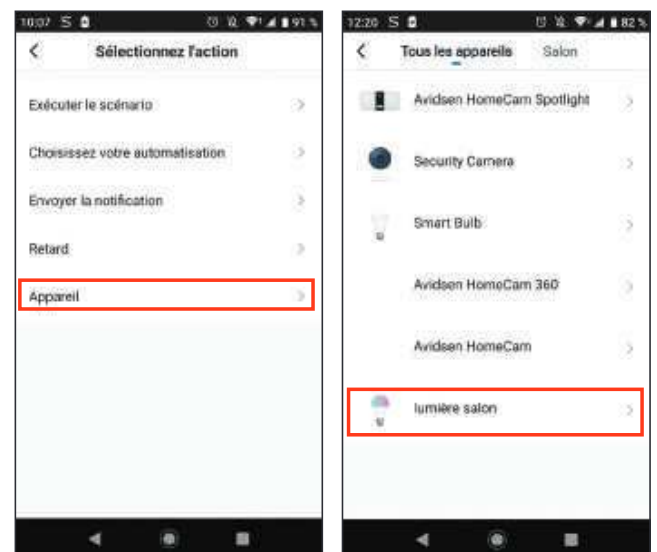 10:07 S 91 %
Sélectionnez l'action
Exécuter le scénario
Choisissez votre automatisation
Envoyer la notification
Retard
Appareil
12:20 S 82 %
Tous les appareils Salon
Avidsen HomeCam Spotlight
Security Camera
Smart Bulb
Avidsen HomeCam 360
Avidsen HomeCam
lumière salon